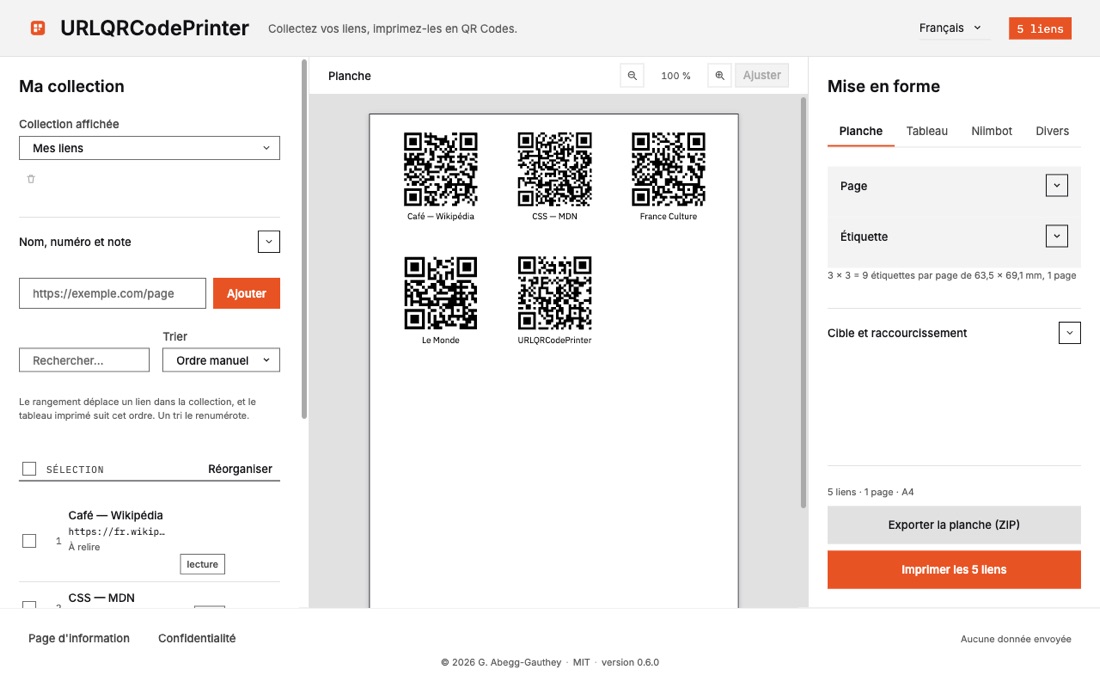 URLQRCodePrinter
Collectez vos liens, imprimez-les en QR Codes.
Français
5 liens
Ma collection
Collection affichée
Mes liens
Nom, numéro et note
https://exemple.com/page
Ajouter
Trier
Rechercher...
Ordre manuel
Le rangement déplace un lien dans la collection, et le
tableau imprimé suit cet ordre. Un tri le renumérote.
SÉLECTION
Réorganiser
1
Café — Wikipédia
https://fr.wikip…
À relire
lecture
CSS — MDN
Planche
100 %
Ajuster
Café — Wikipédia
CSS — MDN
France Culture
Le Monde
URLQRCodePrinter
Mise en forme
Planche
Tableau
Niimbot
Divers
Page
Étiquette
3 × 3 = 9 étiquettes par page de 63,5 × 69,1 mm, 1 page
Cible et raccourcissement
5 liens · 1 page · A4
Exporter la planche (ZIP)
Imprimer les 5 liens
Page d'information
Confidentialité
Aucune donnée envoyée
© 2026 G. Abegg-Gauthey · MIT · version 0.6.0